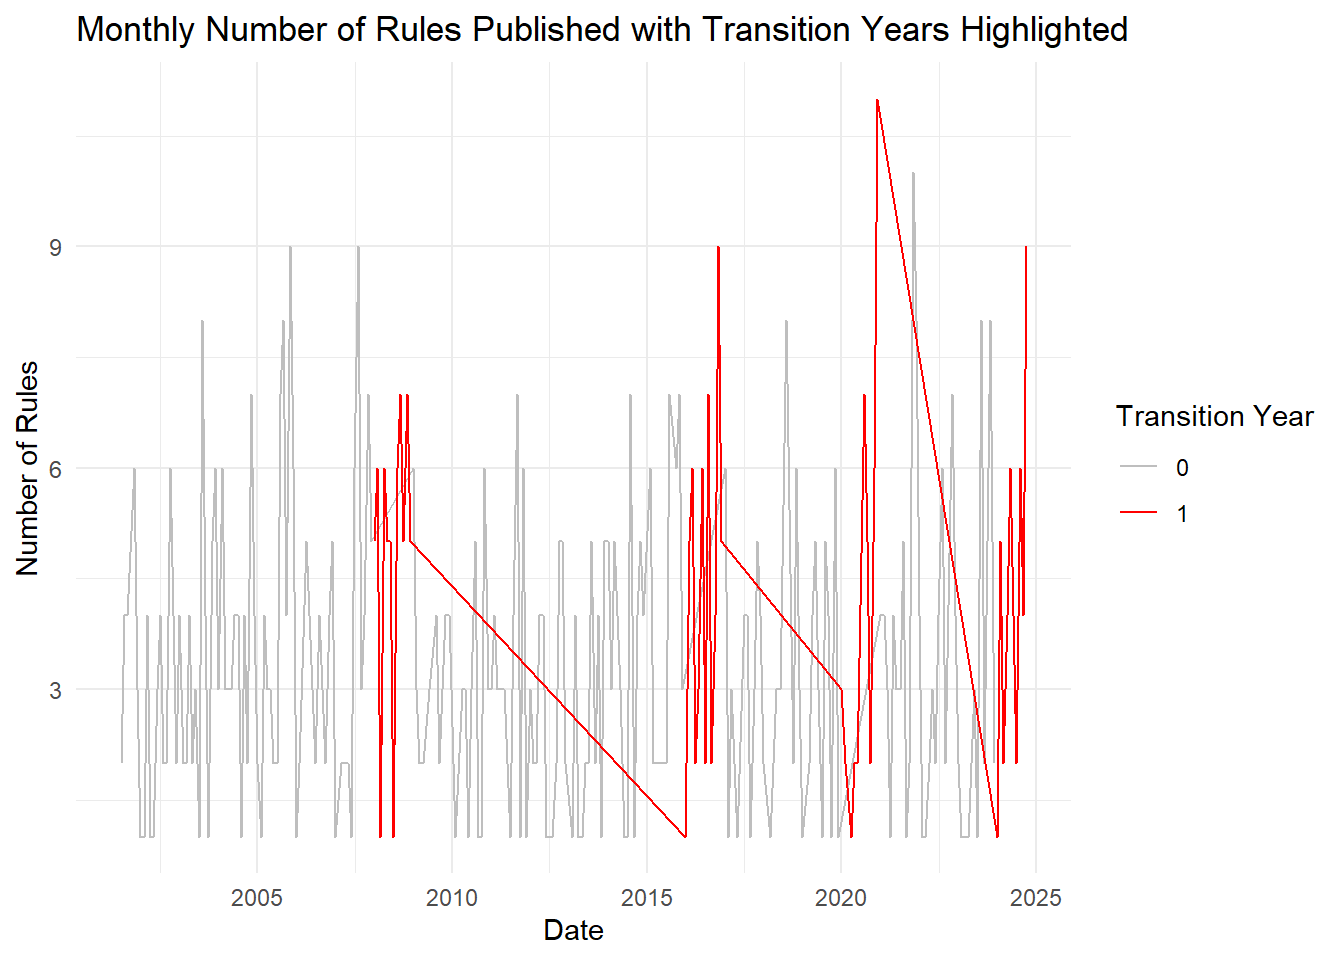 Monthly Number of Rules Published with Transition Years Highlighted
Number of Rules
9
6
3
2005
2010
2015
2020
2025
Date
Transition Year
0
1